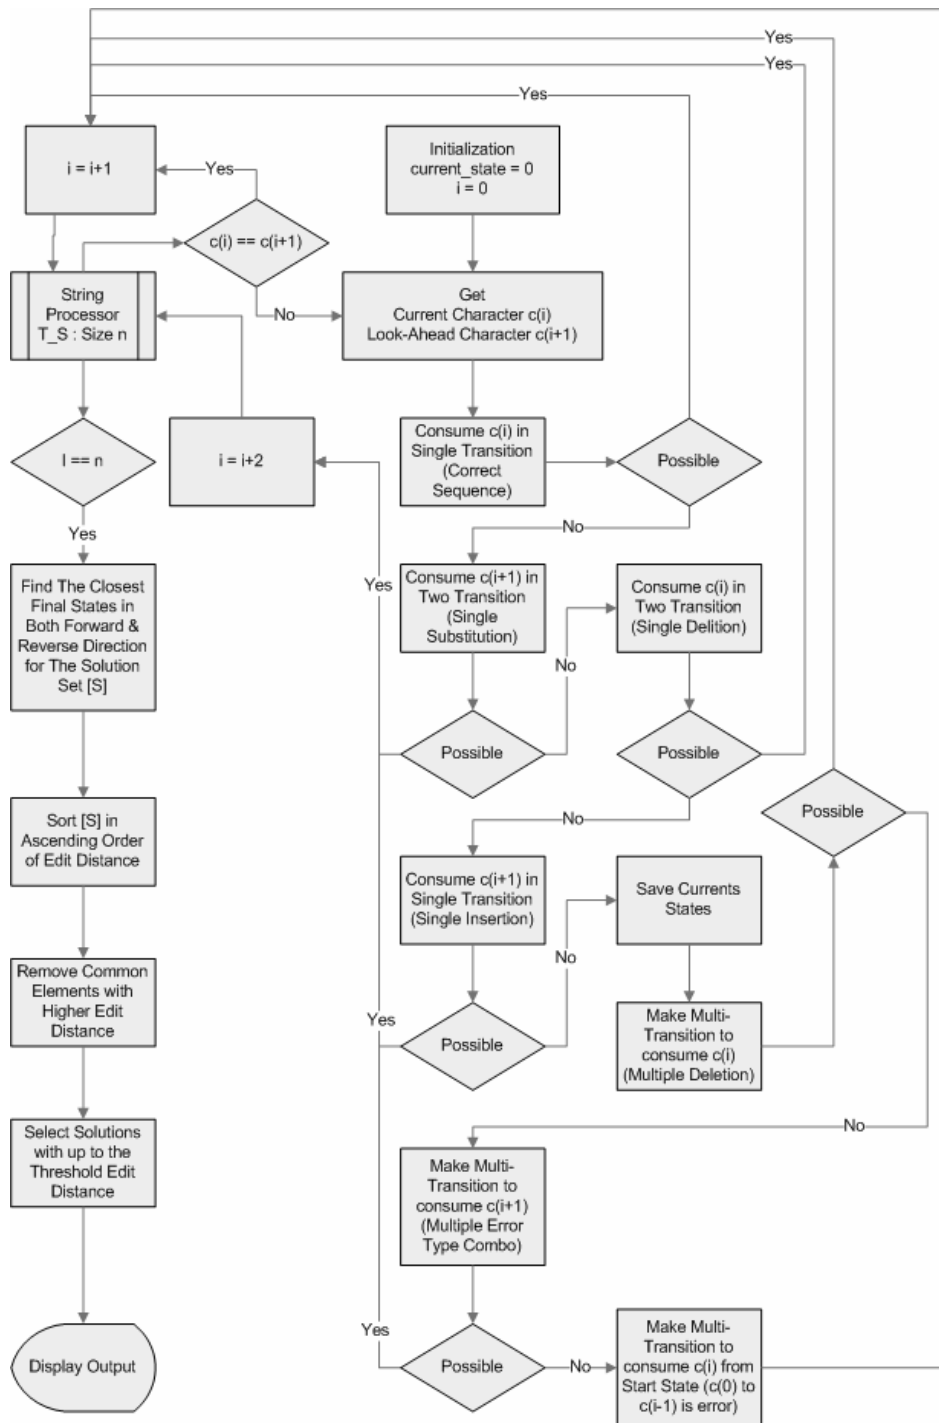 Yes
Yes
Yes
i = i+1
Yes
Initialization
current_state = 0
i = 0
c(i) == c(i+1)
String
Processor
T_S : Size n
No
Get
Current Character c(i)
Look-Ahead Character c(i+1)
I == n
i = i+2
Consume c(i) in
Single Transition
(Correct
Sequence)
Possible
Yes
No
Find The Closest
Final States in
Both Forward &
Reverse Direction
for The Solution
Set [S]
Yes
Consume c(i+1) in
Two Transition
(Single
Substitution)
Consume c(i) in
Two Transition
(Single Delition)
No
Possible
Possible
Possible
Sort [S] in
Ascending Order
of Edit Distance
No
Consume c(i+1) in
Single Transition
(Single Insertion)
Save Currents
States
No
Remove Common
Elements with
Higher Edit
Distance
Yes
Possible
Make Multi-
Transition to
consume c(i)
(Multiple Deletion)
No
Select Solutions
with up to the
Threshold Edit
Distance
Make Multi-
Transition to
consume c(i+1)
(Multiple Error
Type Combo)
Yes
Display Output
Possible
No
Make Multi-
Transition to
consume c(i) from
Start State (c(0) to
c(i-1) is error)